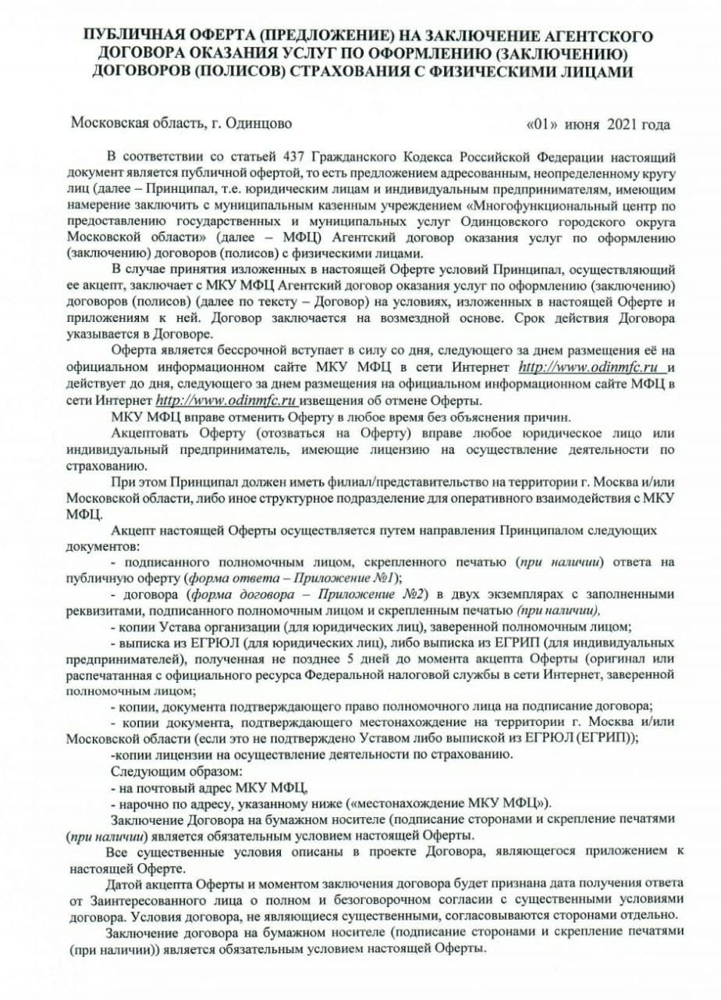 ПУБЛИЧНАЯ ОФЕРТА (ПРЕДЛОЖЕНИЕ) НА ЗАКЛЮЧЕНИЕ АГЕНТСКОГО
ДОГОВОРА ОКАЗАНИЯ УСЛУГ ПО ОФОРМЛЕНИЮ (ЗАКЛЮЧЕНИЮ)
ДОГОВОРОВ (ПОЛИСОВ) СТРАХОВАНИЯ С ФИЗИЧЕСКИМИ ЛИЦАМИ
Московская область, г. Одинцово «01» июня 2021 года
В соответствии со статьей 437 Гражданского Кодекса Российской Федерации настоящий
документ является публичной офертой, то есть предложением адресованным, неопределенному кругу
лиц (далее – Принципал, т.е. юридическим лицам и индивидуальным предпринимателям, имеющим
намерение заключить с муниципальным казенным учреждением «Многофункциональный центр по
предоставлению государственных и муниципальных услуг Одинцовского городского округа
Московской области» (далее – МФЦ) Агентский договор оказания услуг по оформлению
(заключению) договоров (полисов) с физическими лицами.
В случае принятия изложенных в настоящей Оферте условий Принципал, осуществляющий
ее акцепт, заключает с МКУ МФЦ Агентский договор оказания услуг по оформлению (заключению)
договоров (полисов) (далее по тексту – Договор) на условиях, изложенных в настоящей Оферте и
приложениям к ней. Договор заключается на возмездной основе. Срок действия Договора
указывается в Договоре.
Оферта является бессрочной вступает в силу со дня, следующего за днем размещения её на
официальном информационном сайте МКУ МФЦ в сети Интернет http://www.odinmfc.ru и
действует до дня, следующего за днем размещения на официальном информационном сайте МФЦ в
сети Интернет http://www.odinmfc.ru извещения об отмене Оферты.
МКУ МФЦ вправе отменить Оферту в любое время без объяснения причин.
Акцептовать Оферту (отозваться на Оферту) вправе любое юридическое лицо или
индивидуальный предприниматель, имеющие лицензию на осуществление деятельности по
страхованию.
При этом Принципал должен иметь филиал/представительство на территории г. Москва и/или
Московской области, либо иное структурное подразделение для оперативного взаимодействия с МКУ
МФЦ.
Акцепт настоящей Оферты осуществляется путем направления Принципалом следующих
документов:
- подписанного полномочным лицом, скрепленного печатью (при наличии) ответа на
публичную оферту (форма ответа – Приложение №1);
- договора (форма договора – Приложение №2) в двух экземплярах с заполненными
реквизитами, подписанного полномочным лицом и скрепленным печатью (при наличии),
- копии Устава организации (для юридических лиц), заверенной полномочным лицом;
- выписка из ЕГРЮЛ (для юридических лиц), либо выписка из ЕГРИП (для индивидуальных
предпринимателей), полученная не позднее 5 дней до момента акцепта Оферты (оригинал или
распечатанная с официального ресурса Федеральной налоговой службы в сети Интернет, заверенной
полномочным лицом;
- копии, документа подтверждающего право полномочного лица на подписание договора;
- копии документа, подтверждающего местонахождение на территории г. Москва и/или
Московской области (если это не подтверждено Уставом либо выпиской из ЕГРЮЛ (ЕГРИП));
-копии лицензии на осуществление деятельности по страхованию.
Следующим образом:
- на почтовый адрес МКУ МФЦ,
- нарочно по адресу, указанному ниже («местонахождение МКУ МФЦ»).
Заключение Договора на бумажном носителе (подписание сторонами и скрепление печатями
(при наличии) является обязательным условием настоящей Оферты.
Все существенные условия описаны в проекте Договора, являющегося приложением к
настоящей Оферте.
Датой акцепта Оферты и моментом заключения договора будет признана дата получения ответа
от Заинтересованного лица о полном и безоговорочном согласии с существенными условиями
договора. Условия договора, не являющиеся существенными, согласовываются сторонами отдельно.
Заключение договора на бумажном носителе (подписание сторонами и скрепление печатями
(при наличии)) является обязательным условием настоящей Оферты.